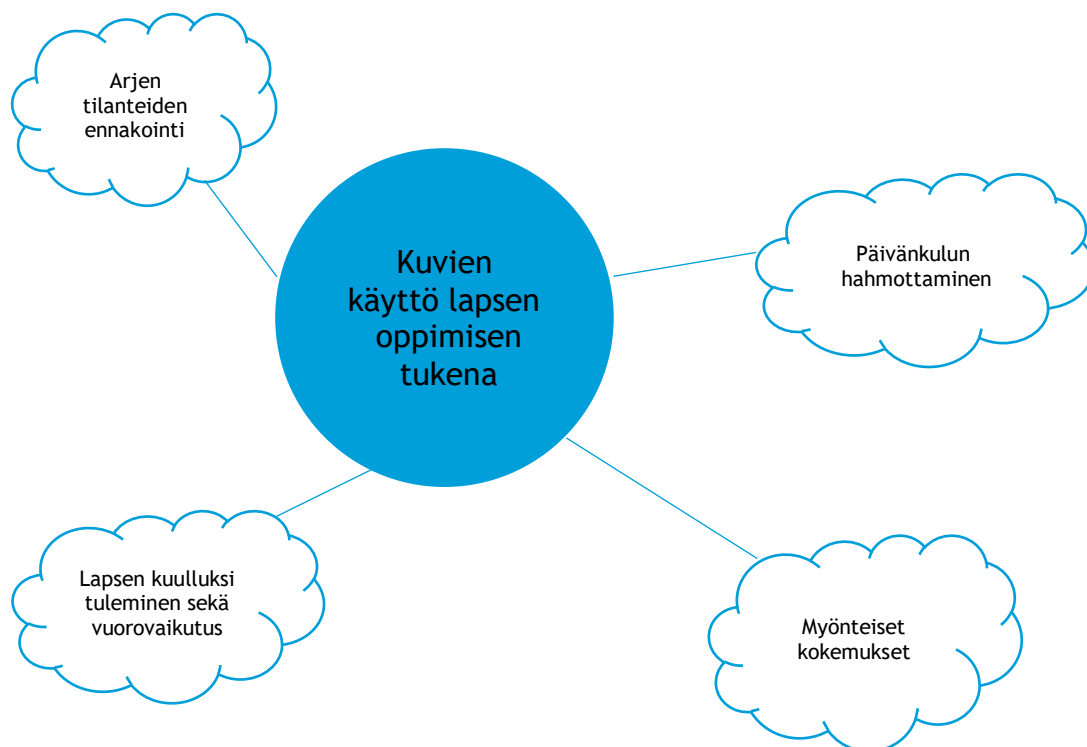 Arjen
tilanteiden
ennakointi
Kuvien
käyttö lapsen
oppimisen
tukena
Päivänkulun
hahmottaminen
Lapsen kuulluksi
tuleminen sekä
vuorovaikutus
Myönteiset
kokemukset